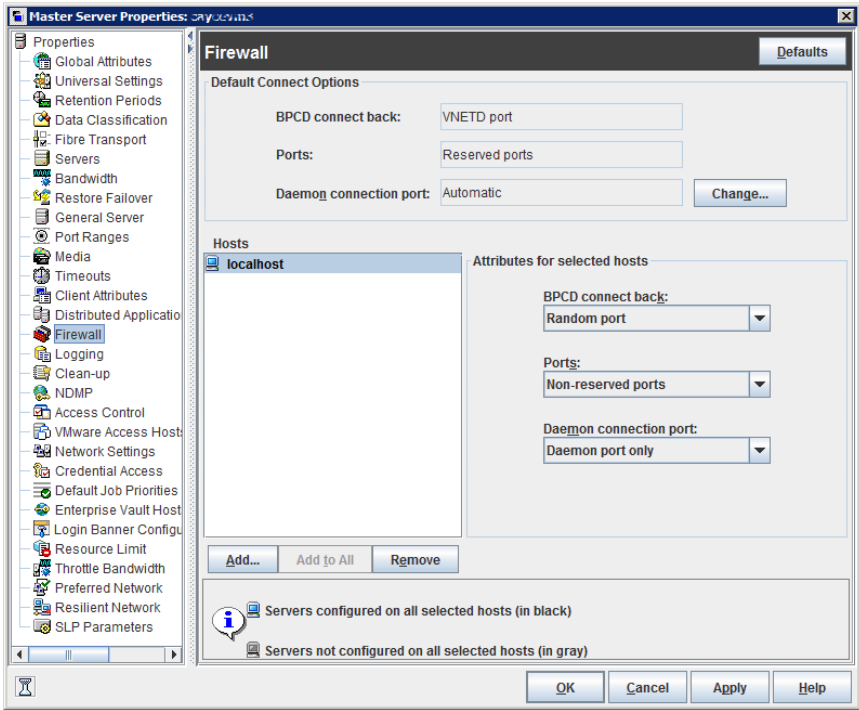 Master Server Properties:
Properties
Global Attributes
Universal Settings
Retention Periods
Data Classification
Fibre Transport
Servers
Bandwidth
Restore Failover
General Server
Port Ranges
Media
Timeouts
Client Attributes
Distributed Applicatio
Firewall
Logging
Clean-up
NDMP
Access Control
VMware Access Hosts
Network Settings
Credential Access
Default Job Priorities
Enterprise Vault Host
Login Banner Configu
Resource Limit
Throttle Bandwidth
Preferred Network
Resilient Network
SLP Parameters
Firewall
Defaults
Default Connect Options
BPCD connect back: VNETD port
Ports: Reserved ports
Daemon connection port: Automatic Change...
Hosts
localhost
Attributes for selected hosts
BPCD connect back:
Random port
Ports:
Non-reserved ports
Daemon connection port:
Daemon port only
Add... Add to All Remove
Servers configured on all selected hosts (in black)
Servers not configured on all selected hosts (in gray)
OK Cancel Apply Help